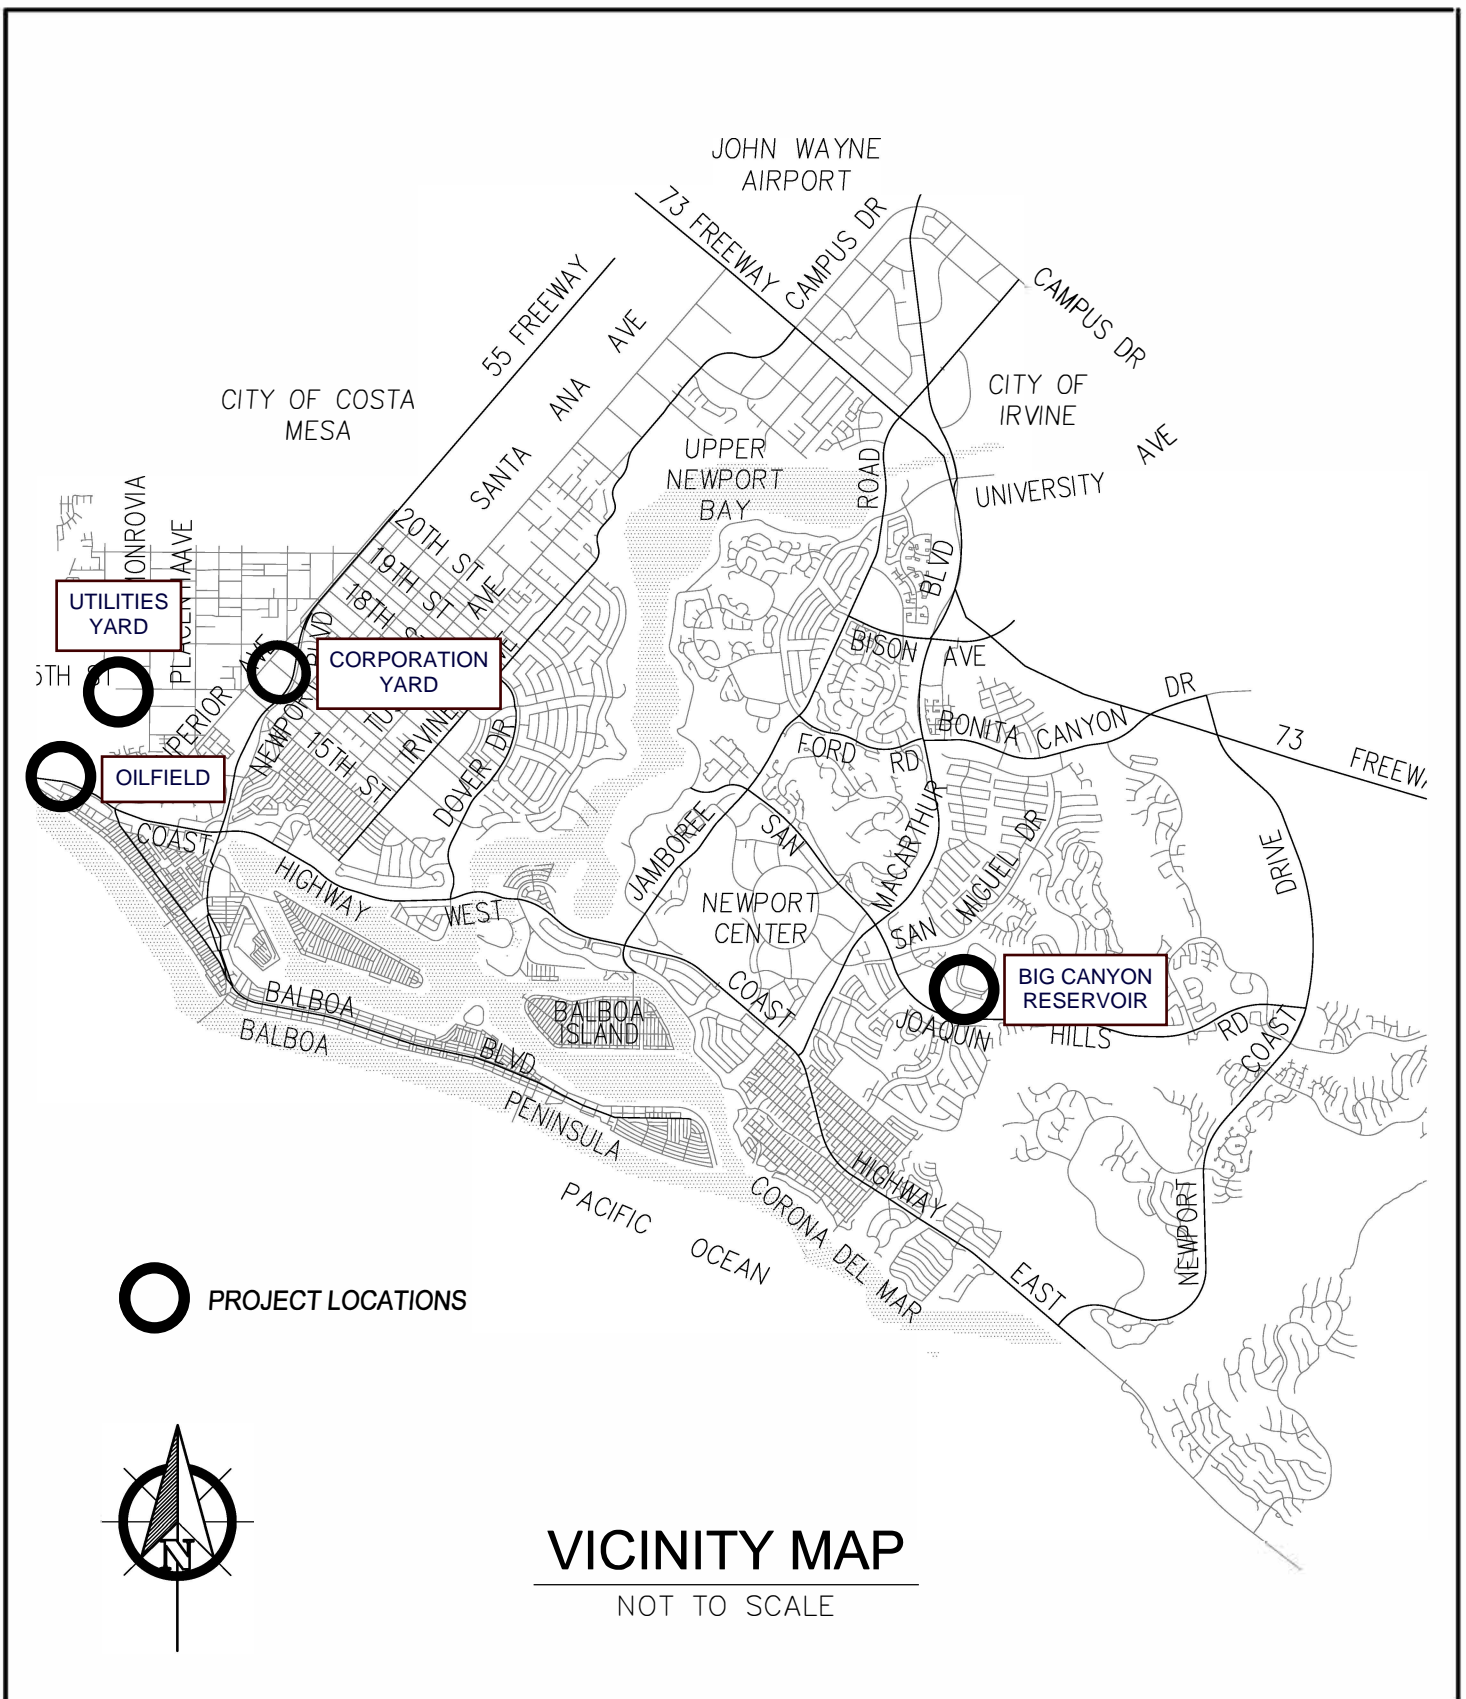 JOHN WAYNE
AIRPORT
73 FREEWAY
CAMPUS DR
CAMPUS DR
55 FREEWAY
SANTA ANA AVE
CITY OF COSTA
MESA
CITY OF
IRVINE
UPPER
NEWPORT
BAY
UNIVERSITY AVE
JAMBOREE ROAD
MACARTHUR BLVD
PLACENTIA AVE
20TH ST
19TH ST
18TH
UTILITIES
YARD
CORPORATION
YARD
5TH ST
15TH ST
DOVER DR
OILFIELD
BISON AVE
BONITA CANYON DR
FORD RD
73 FREEW
COAST HIGHWAY WEST
SAN JOAQUIN HILLS RD
SAN MIGUEL DR
NEWPORT
CENTER
BIG CANYON
RESERVOIR
NEWPORT COAST DRIVE
BALBOA BLVD
BALBOA PENINSULA
BALBOA
ISLAND
COAST HIGHWAY EAST
CORONA DEL MAR
PACIFIC OCEAN
PROJECT LOCATIONS
N
VICINITY MAP
NOT TO SCALE